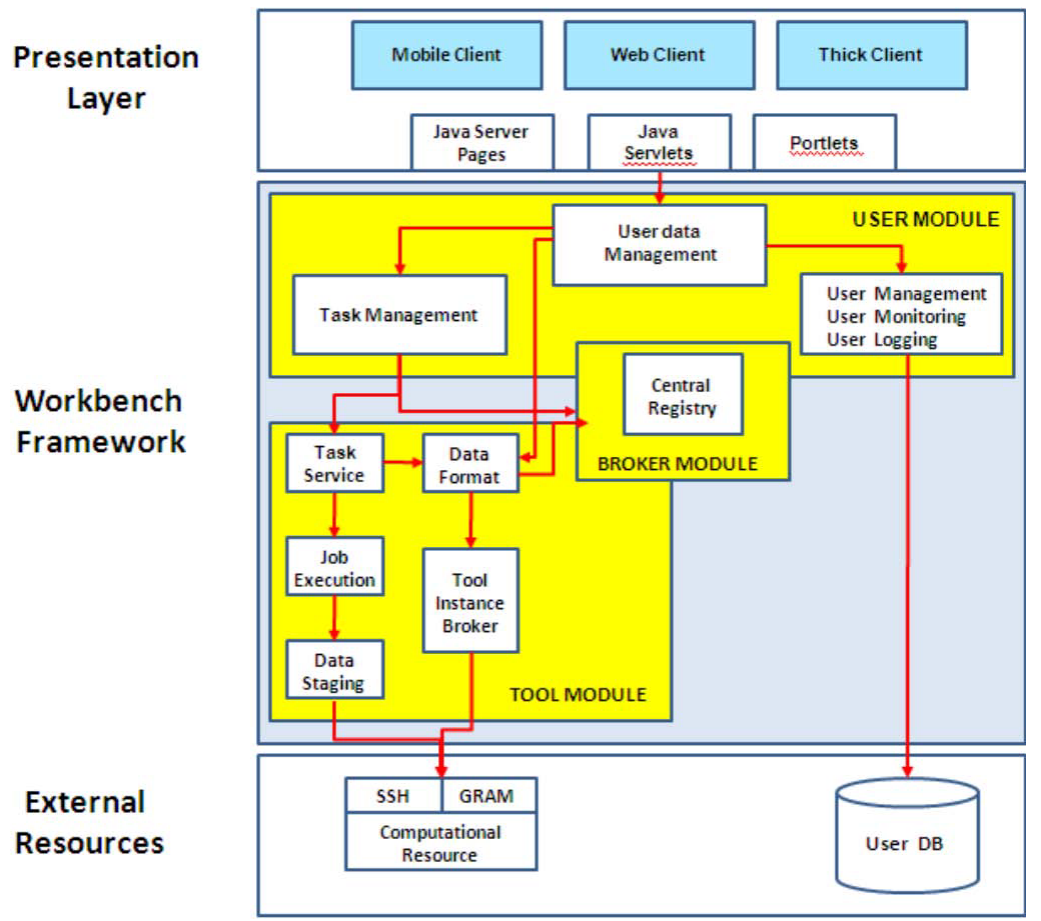 Presentation
Layer
Mobile Client
Web Client
Thick Client
Java Server
Pages
Java
Servlets
Portlets
Workbench
Framework
USER MODULE
User data
Management
Task Management
User Management
User Monitoring
User Logging
Central
Registry
BROKER MODULE
Task
Service
Data
Format
Job
Execution
Tool
Instance
Broker
Data
Staging
TOOL MODULE
External
Resources
SSH
GRAM
Computational
Resource
User DB